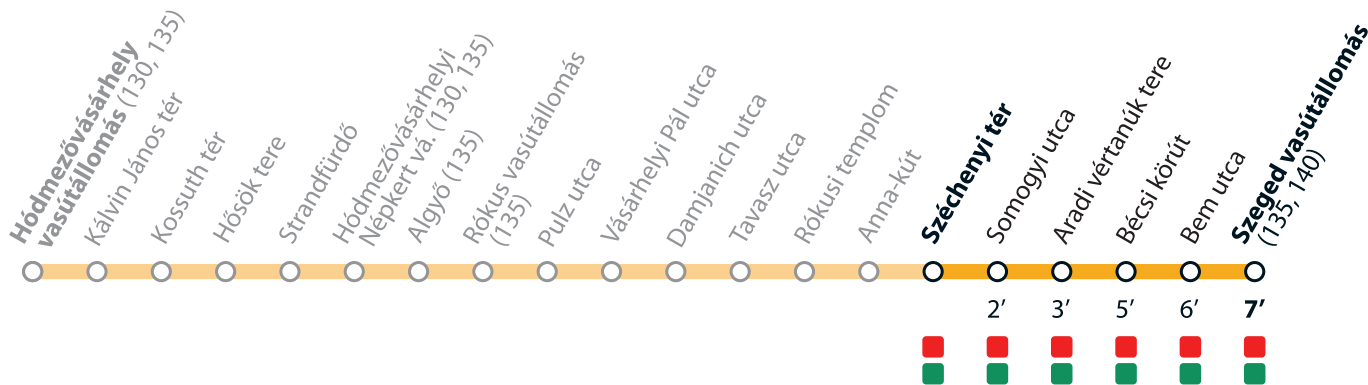 Hódmezővásárhely
vasútállomás (130, 135)
Kálvin János tér
Kossuth tér
Hősök tere
Strandfürdő
Hódmezővásárhelyi
Népkert vá. (130, 135)
Algyő (135)
Rókus vasútállomás
(135)
Pulz utca
Vásárhelyi Pál utca
Damjanich utca
Tavasz utca
Rókusi templom
Anna-kút
Széchenyi tér
Somogyi utca
Aradi vértanúk tere
Bécsi körút
Bem utca
Szeged vasútállomás
(135, 140)
2’ 3’ 5’ 6’ 7’